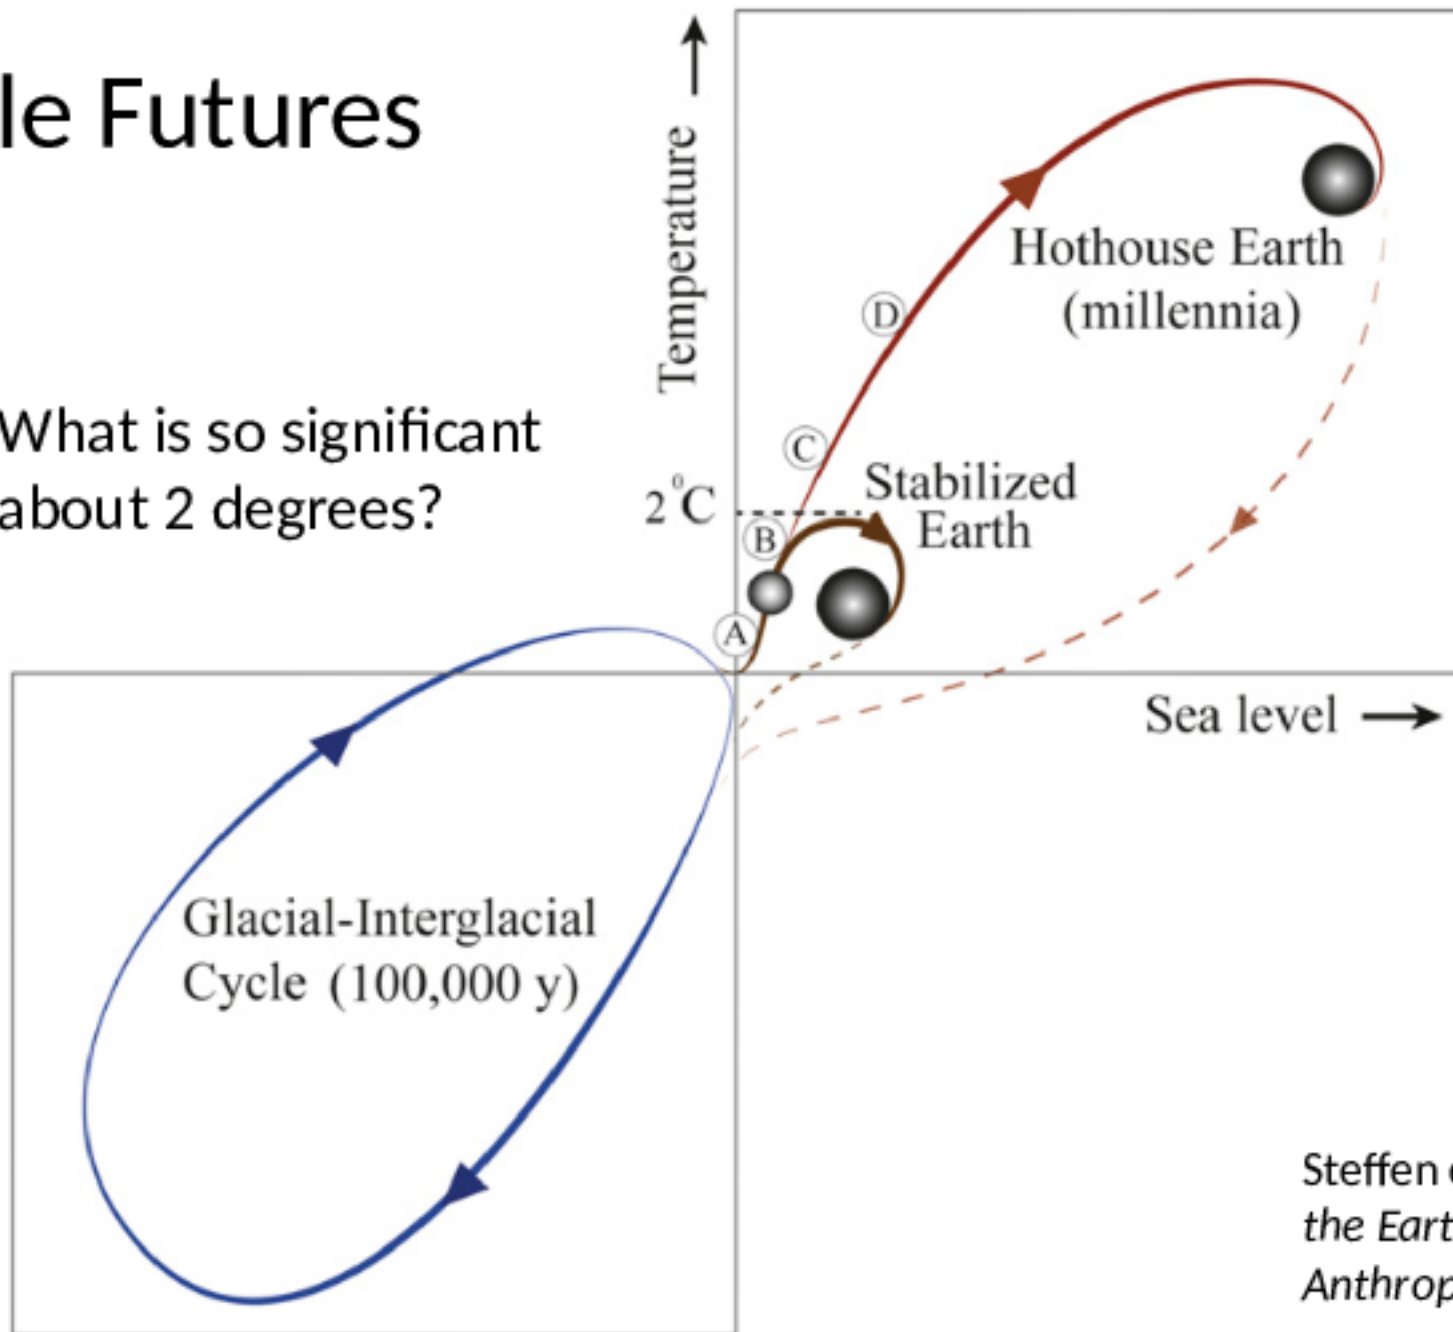 le Futures
What is so significant
about 2 degrees?
Temperature
Hothouse Earth
(millennia)
D
C
Stabilized
Earth
2°C
B
A
Sea level
Glacial-Interglacial
Cycle (100,000 y)
Steffen
the Eart
Anthrop